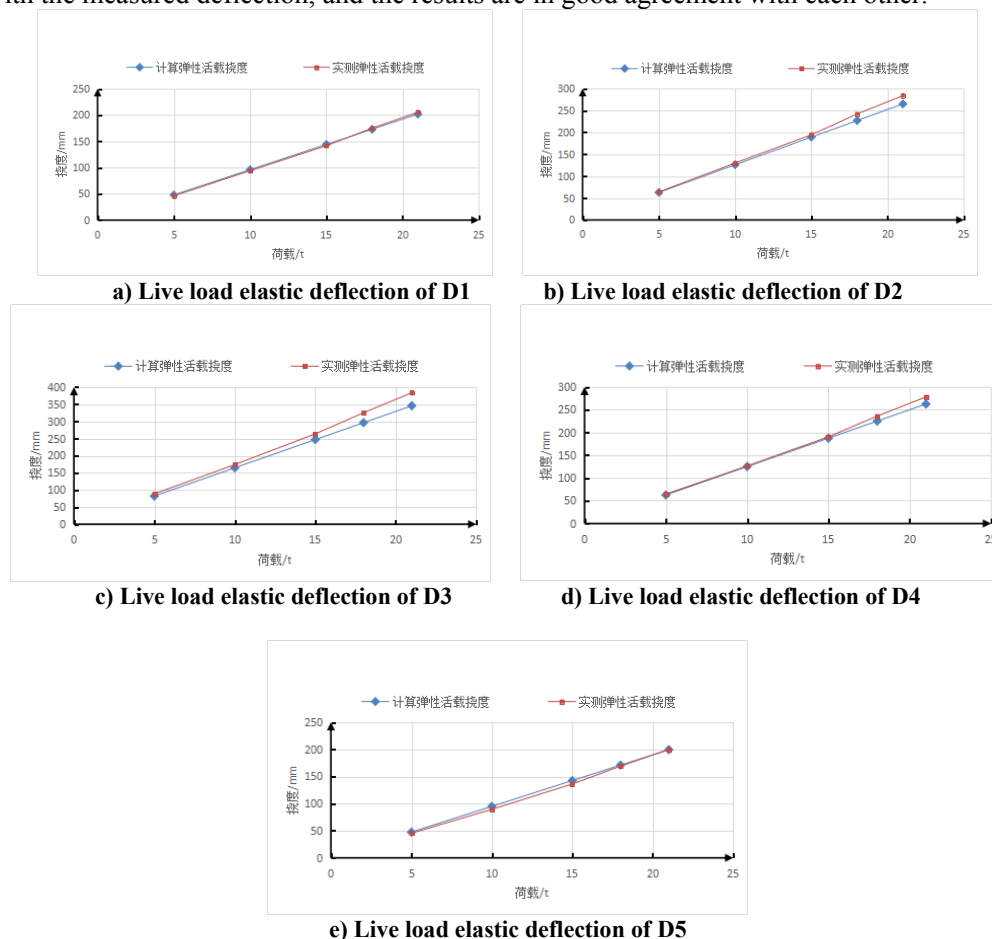 with the measured deflection, and the results are in good agreement with each other.
计算弹性活载挠度 实测弹性活载挠度
250
200
150
100
50
0
挠度/mm
0 5 10 15 20 25
荷载/t
a) Live load elastic deflection of D1
计算弹性活载挠度 实测弹性活载挠度
300
250
200
150
100
50
0
挠度/mm
0 5 10 15 20 25
荷载/t
b) Live load elastic deflection of D2
计算弹性活载挠度 实测弹性活载挠度
400
350
300
250
200
150
100
50
0
挠度/mm
0 5 10 15 20 25
荷载/t
c) Live load elastic deflection of D3
计算弹性活载挠度 实测弹性活载挠度
300
250
200
150
100
50
0
挠度/mm
0 5 10 15 20 25
荷载/t
d) Live load elastic deflection of D4
计算弹性活载挠度 实测弹性活载挠度
250
200
150
100
50
0
挠度/mm
0 5 10 15 20 25
荷载/t
e) Live load elastic deflection of D5